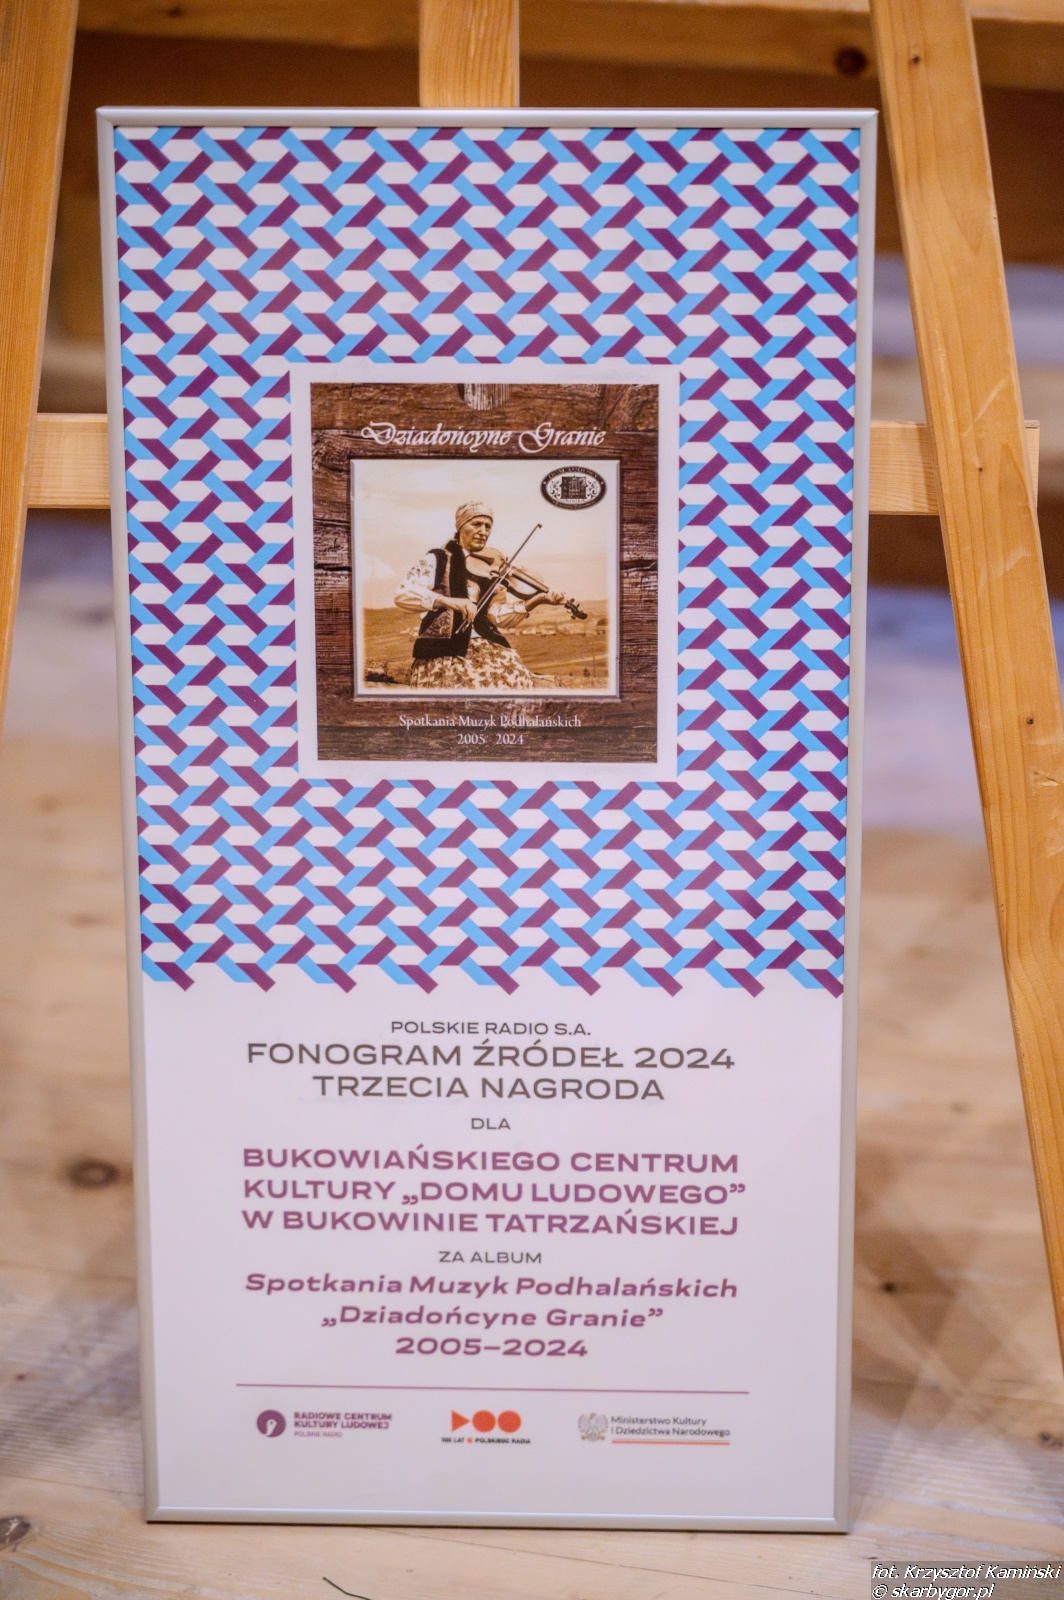 Dziadońcyne Granie
Spotkania Muzyk Podhalańskich
2005 2024
POLSKIE RADIO S.A.
FONOGRAM ŹRÓDEŁ 2024
TRZECIA NAGRODA
DLA
BUKOWIAŃSKIEGO CENTRUM
KULTURY „DOMU LUDOWEGO”
W BUKOWINIE TATRZAŃSKIEJ
ZA ALBUM
Spotkania Muzyk Podhalańskich
„Dziadońcyne Granie”
2005–2024
RADIOWE CENTRUM
KULTURY LUDOWEJ
POLSKIE RADIO
100 LAT POLSKIEGO RADIA
Ministerstwo Kultury
i Dziedzictwa Narodowego
fot. Krzysztof Kamiński
© skarbygor.pl